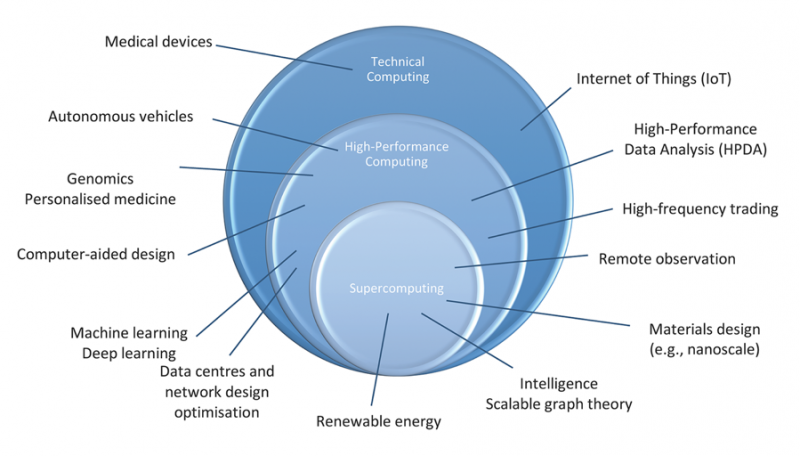 Medical devices
Technical
Computing
Internet of Things (IoT)
Autonomous vehicles
High-Performance
Data Analysis (HPDA)
High-Performance
Computing
Genomics
Personalised medicine
High-frequency trading
Computer-aided design
Remote observation
Supercomputing
Machine learning
Deep learning
Materials design
(e.g., nanoscale)
Data centres and
network design
optimisation
Intelligence
Scalable graph theory
Renewable energy